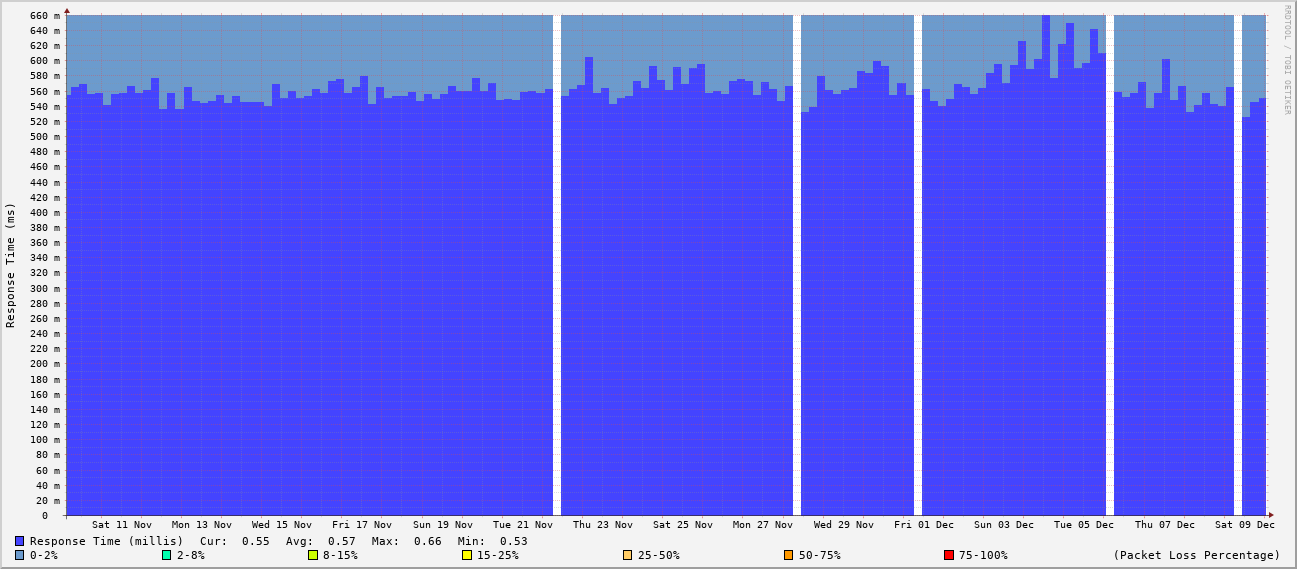 660 m
640 m
620 m
600 m
580 m
560 m
540 m
520 m
500 m
480 m
460 m
440 m
420 m
400 m
380 m
360 m
340 m
320 m
300 m
280 m
260 m
240 m
220 m
200 m
180 m
160 m
140 m
120 m
100 m
80 m
60 m
40 m
20 m
0
Response Time (ms)
RRDTOOL / TOBI OETIKER
Sat 11 Nov Mon 13 Nov Wed 15 Nov Fri 17 Nov Sun 19 Nov Tue 21 Nov Thu 23 Nov Sat 25 Nov Mon 27 Nov Wed 29 Nov Fri 01 Dec Sun 03 Dec Tue 05 Dec Thu 07 Dec Sat 09 Dec
Response Time (millis) Cur: 0.55 Avg: 0.57 Max: 0.66 Min: 0.53
0-2% 2-8% 8-15% 15-25% 25-50% 50-75% 75-100% (Packet Loss Percentage)